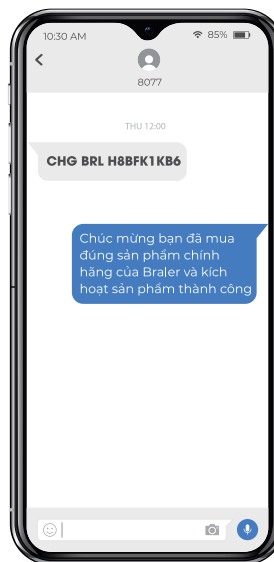 10:30 AM
85%
8077
THU 12:00
CHG BRL H8BFK1KB6
Chúc mừng bạn đã mua
đúng sản phẩm chính
hãng của Braler và kích
hoạt sản phẩm thành công